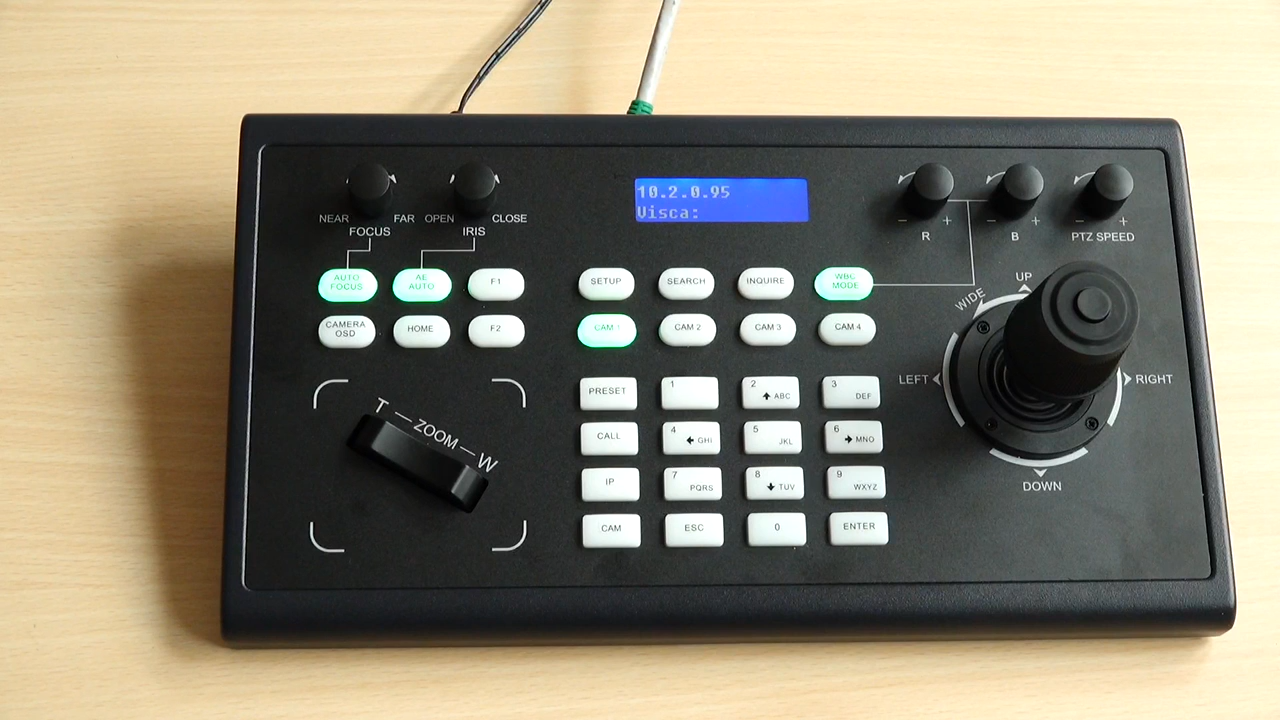 10.2.0.95
Visca:
NEAR FAR
FOCUS
OPEN CLOSE
IRIS
− +
R
− +
B
− +
PTZ SPEED
AUTO
FOCUS
AE
AUTO
F1
CAMERA
OSD
HOME
F2
SETUP
SEARCH
INQUIRE
WBC
MODE
CAM 1
CAM 2
CAM 3
CAM 4
T — ZOOM — W
PRESET
1
2 ABC
3 DEF
CALL
4 GHI
5 JKL
6 MNO
IP
7 PQRS
8 TUV
9 WXYZ
CAM
ESC
0
ENTER
UP
WIDE
LEFT
RIGHT
DOWN